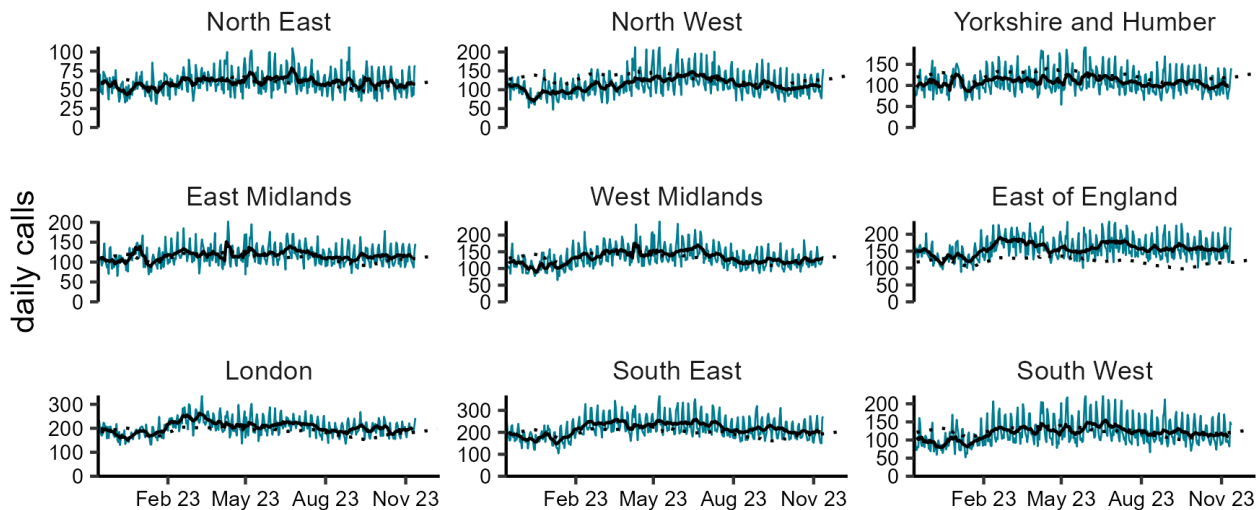 North East North West Yorkshire and Humber
100 200
75 150 150
50 100 100
25 50 50
0 0 0
East Midlands West Midlands East of England
200 200 200
150 150 150
100 100 100
50 50 50
0 0 0
daily calls
London South East South West
300 300 200
200 200 150
100 100 100
50
0 0 0
Feb 23 May 23 Aug 23 Nov 23 Feb 23 May 23 Aug 23 Nov 23 Feb 23 May 23 Aug 23 Nov 23